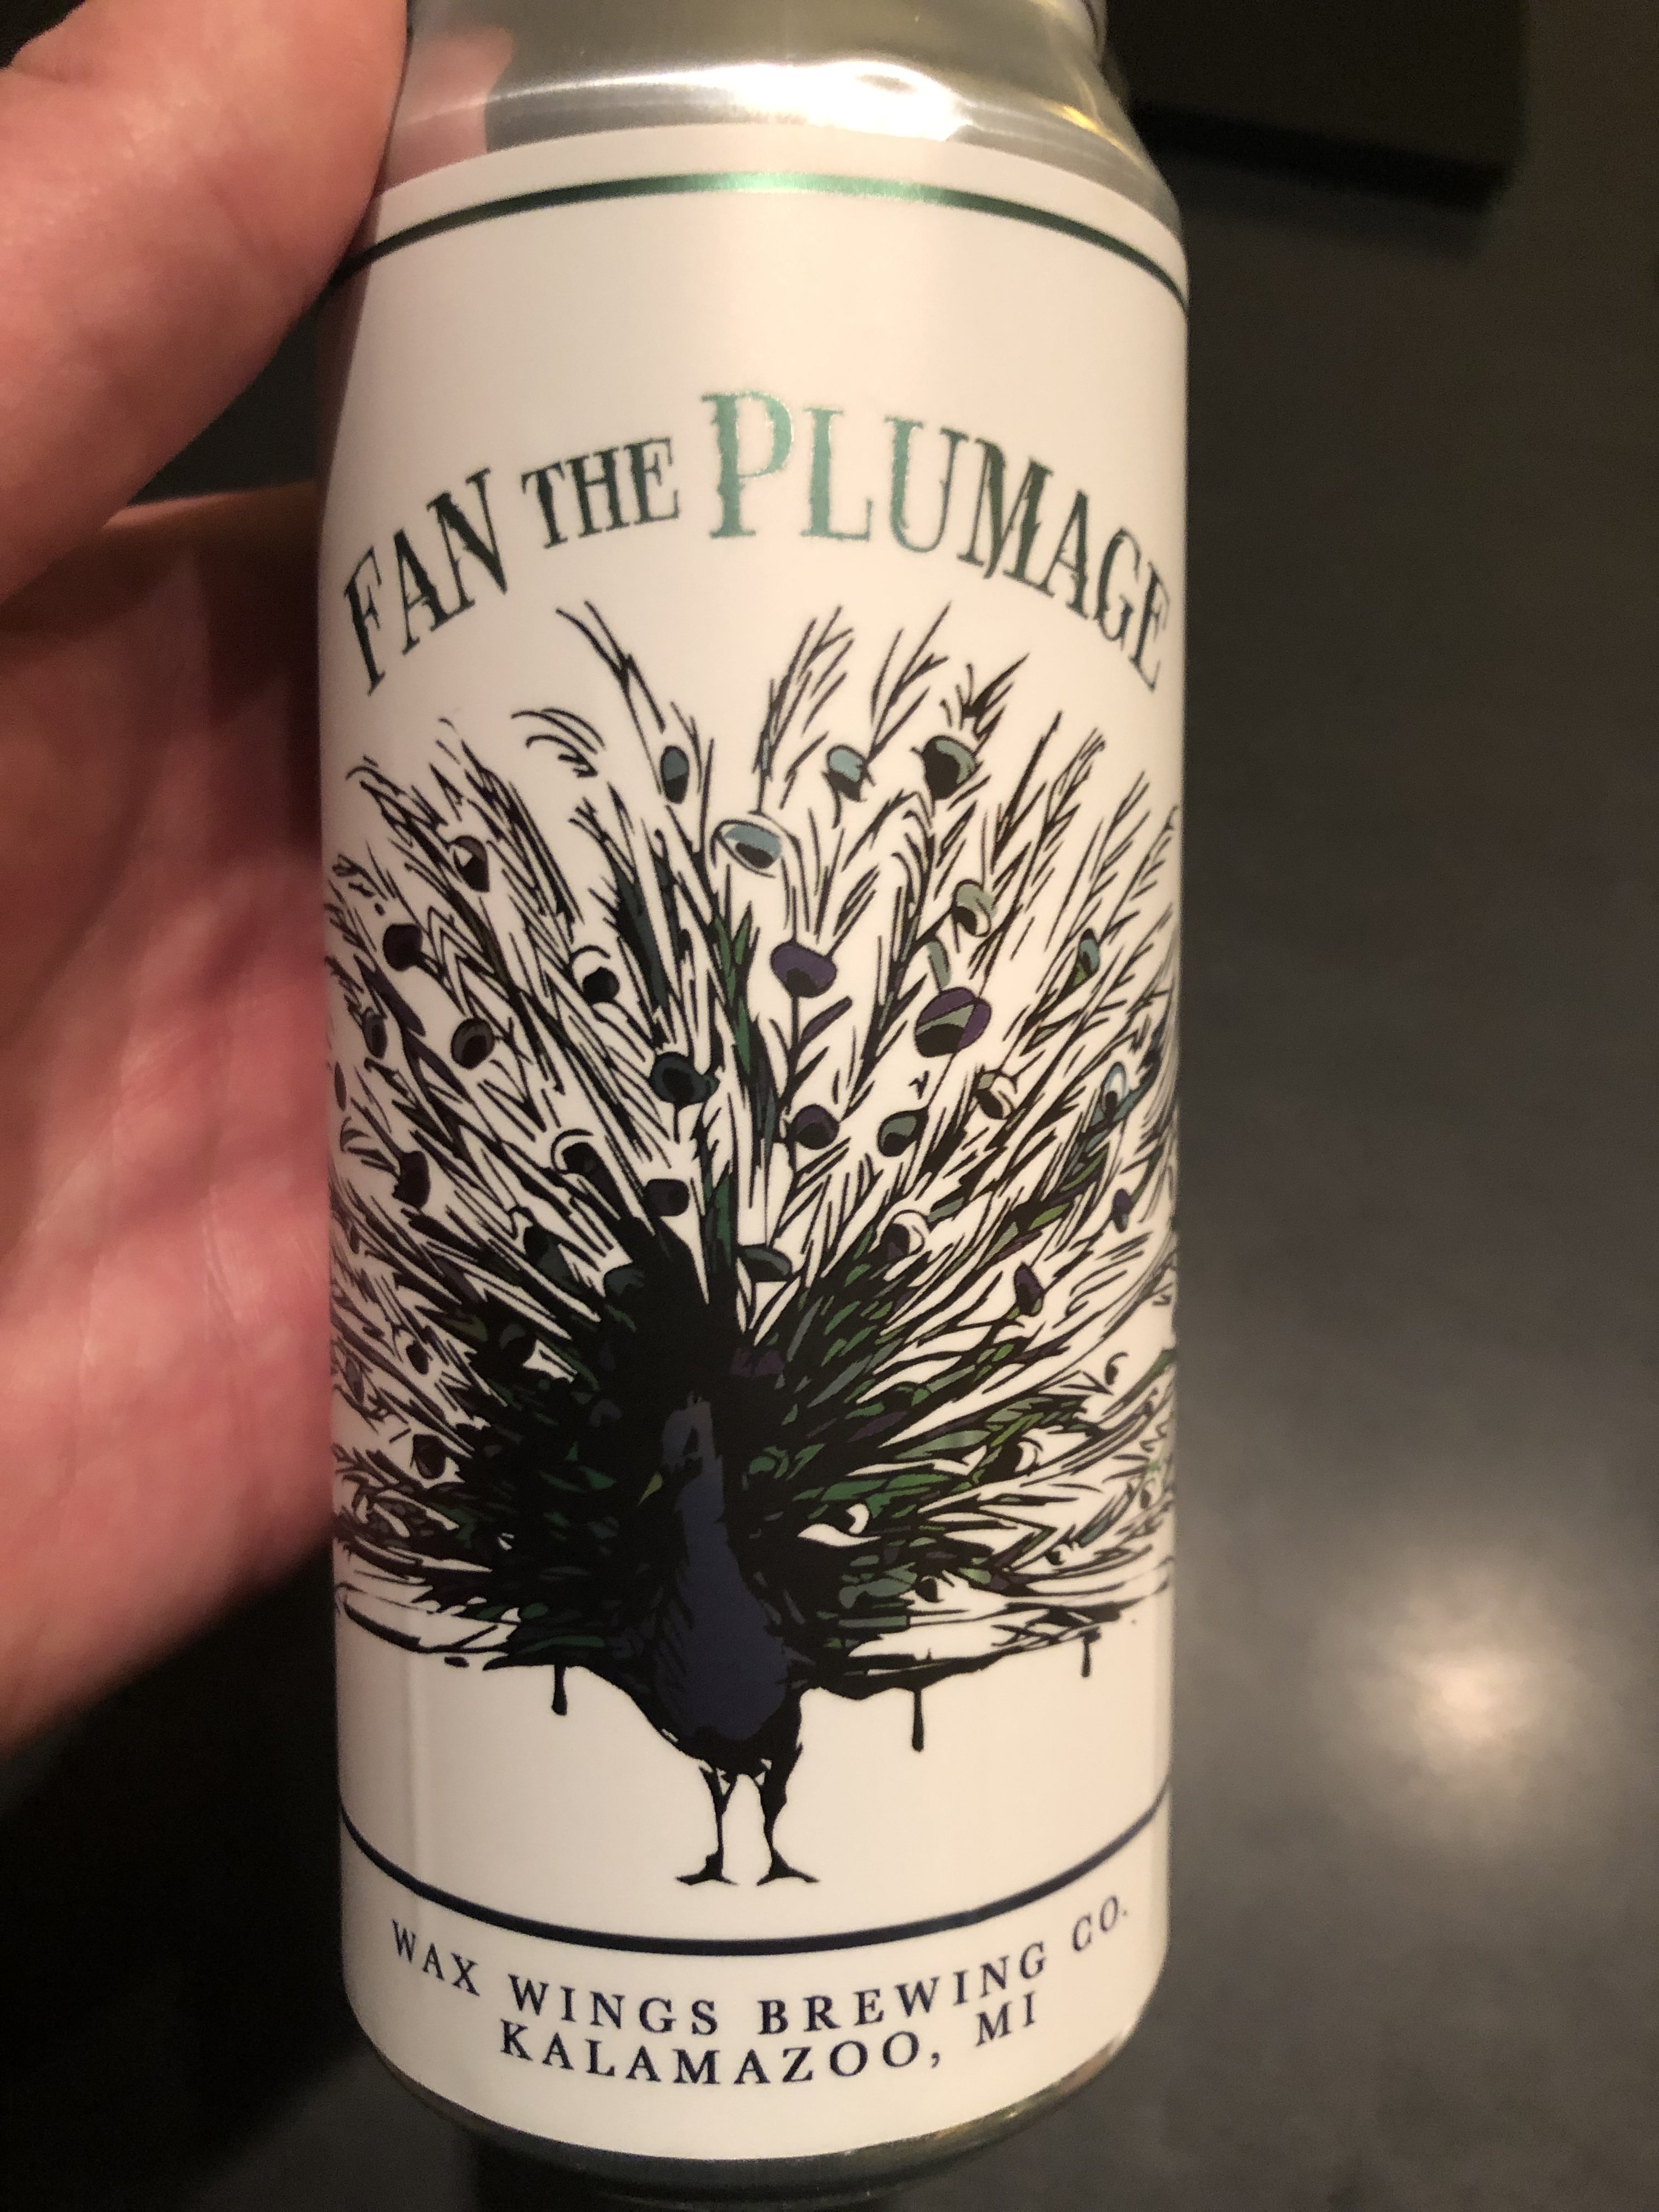 FAN THE PLUMAGE
WAX WINGS BREWING CO.
KALAMAZOO, MI